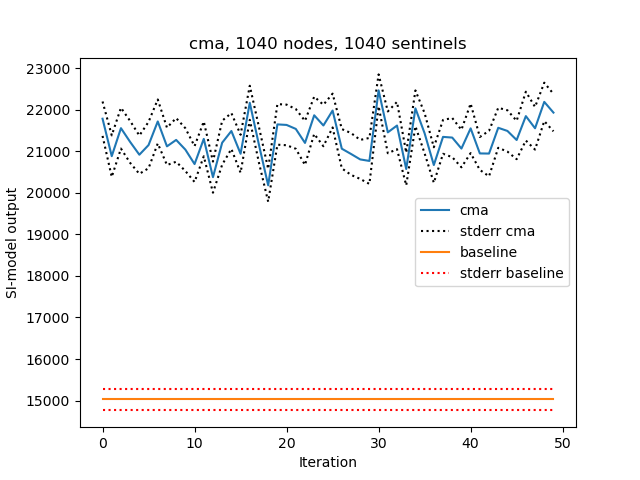 cma, 1040 nodes, 1040 sentinels
SI-model output
23000
22000
21000
20000
19000
18000
17000
16000
15000
cma
stderr cma
baseline
stderr baseline
0 10 20 30 40 50
Iteration